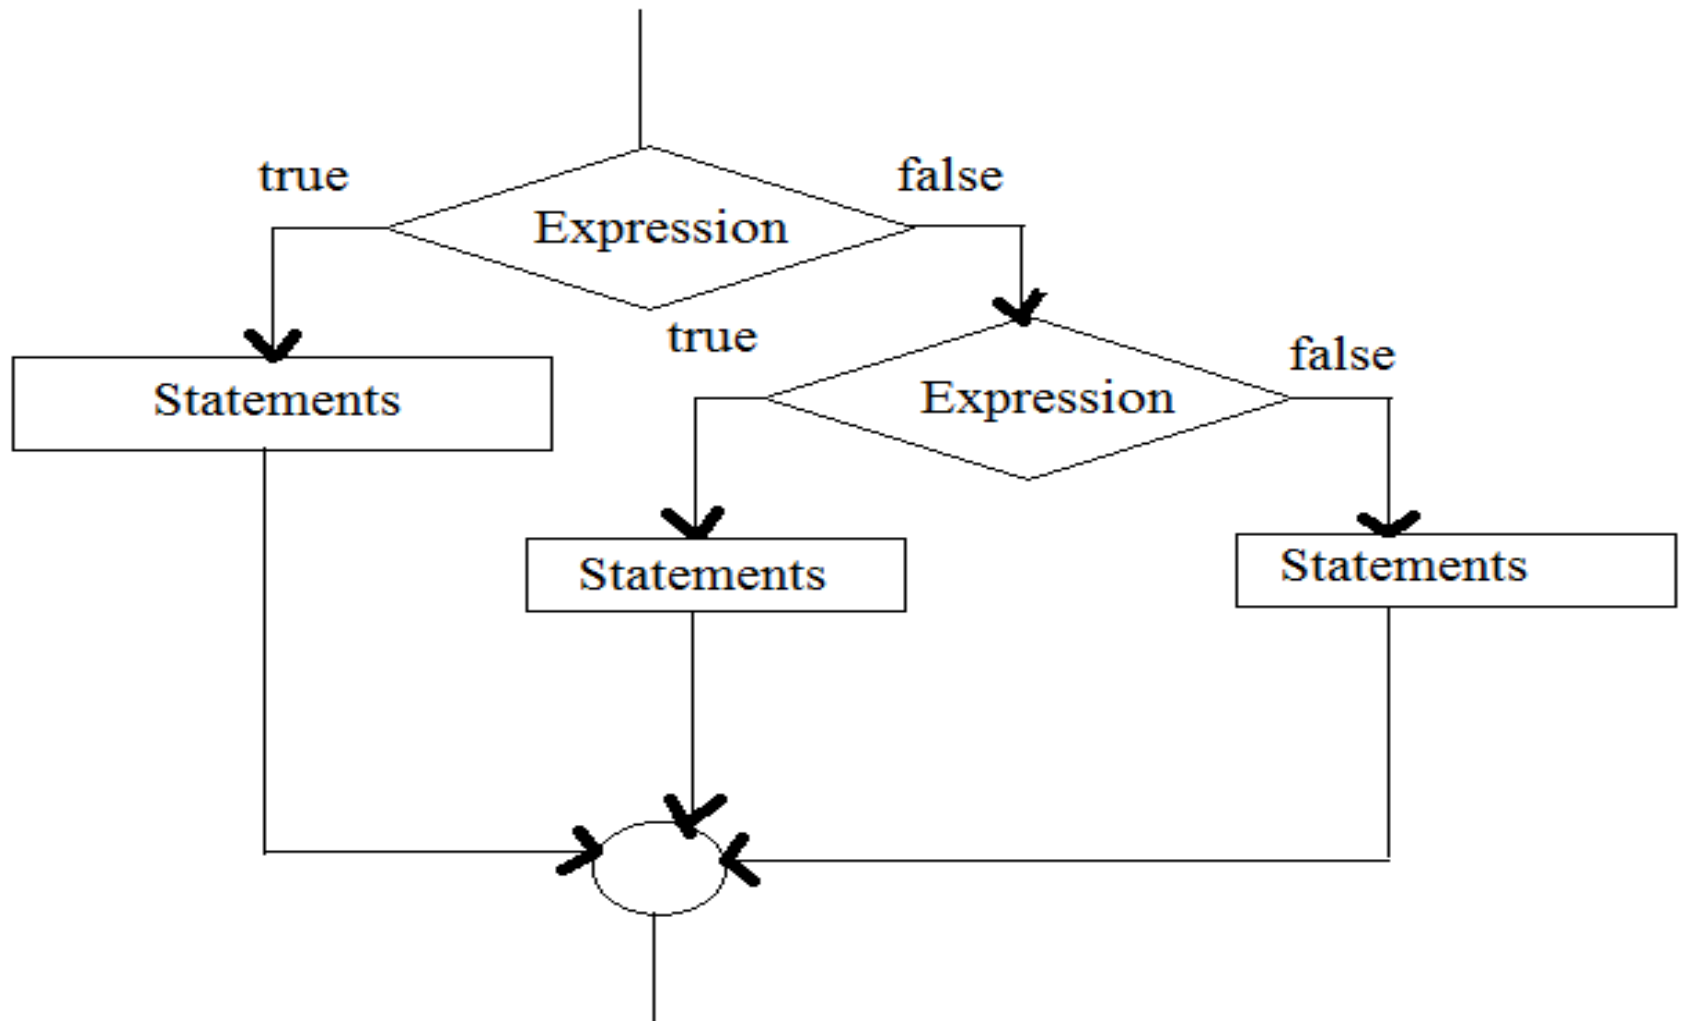 true
false
Expression
true
false
Expression
Statements
Statements
Statements